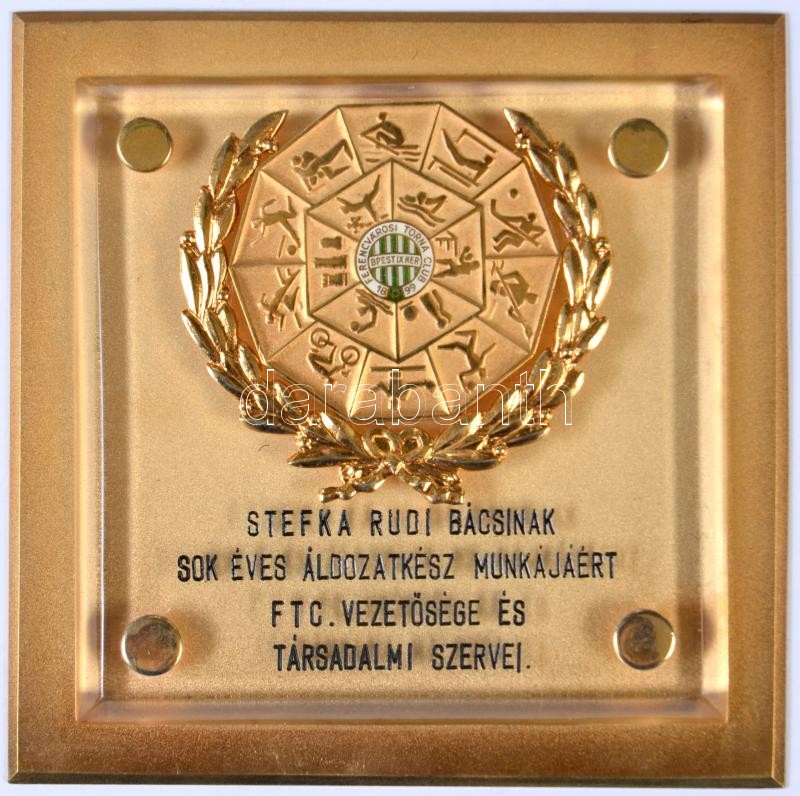 FERENCVÁROSI TORNA CLUB
BPEST IX KER
18 99
darabanth
STEFKA RUDI BÁCSINAK
SOK ÉVES ÁLDOZATKÉSZ MUNKÁJÁÉRT
FTC. VEZETŐSÉGE ÉS
TÁRSADALMI SZERVEI.